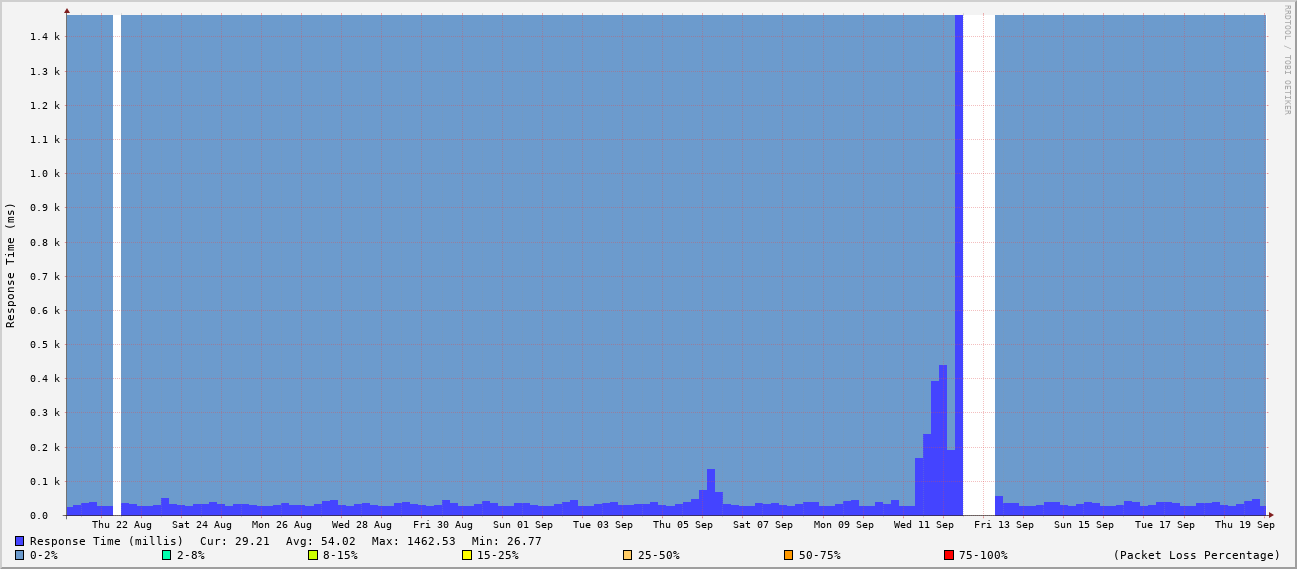 RRDTOOL / TOBI OETIKER
Response Time (ms)
1.4 k
1.3 k
1.2 k
1.1 k
1.0 k
0.9 k
0.8 k
0.7 k
0.6 k
0.5 k
0.4 k
0.3 k
0.2 k
0.1 k
0.0
Thu 22 Aug Sat 24 Aug Mon 26 Aug Wed 28 Aug Fri 30 Aug Sun 01 Sep Tue 03 Sep Thu 05 Sep Sat 07 Sep Mon 09 Sep Wed 11 Sep Fri 13 Sep Sun 15 Sep Tue 17 Sep Thu 19 Sep
Response Time (millis) Cur: 29.21 Avg: 54.02 Max: 1462.53 Min: 26.77
0-2% 2-8% 8-15% 15-25% 25-50% 50-75% 75-100% (Packet Loss Percentage)